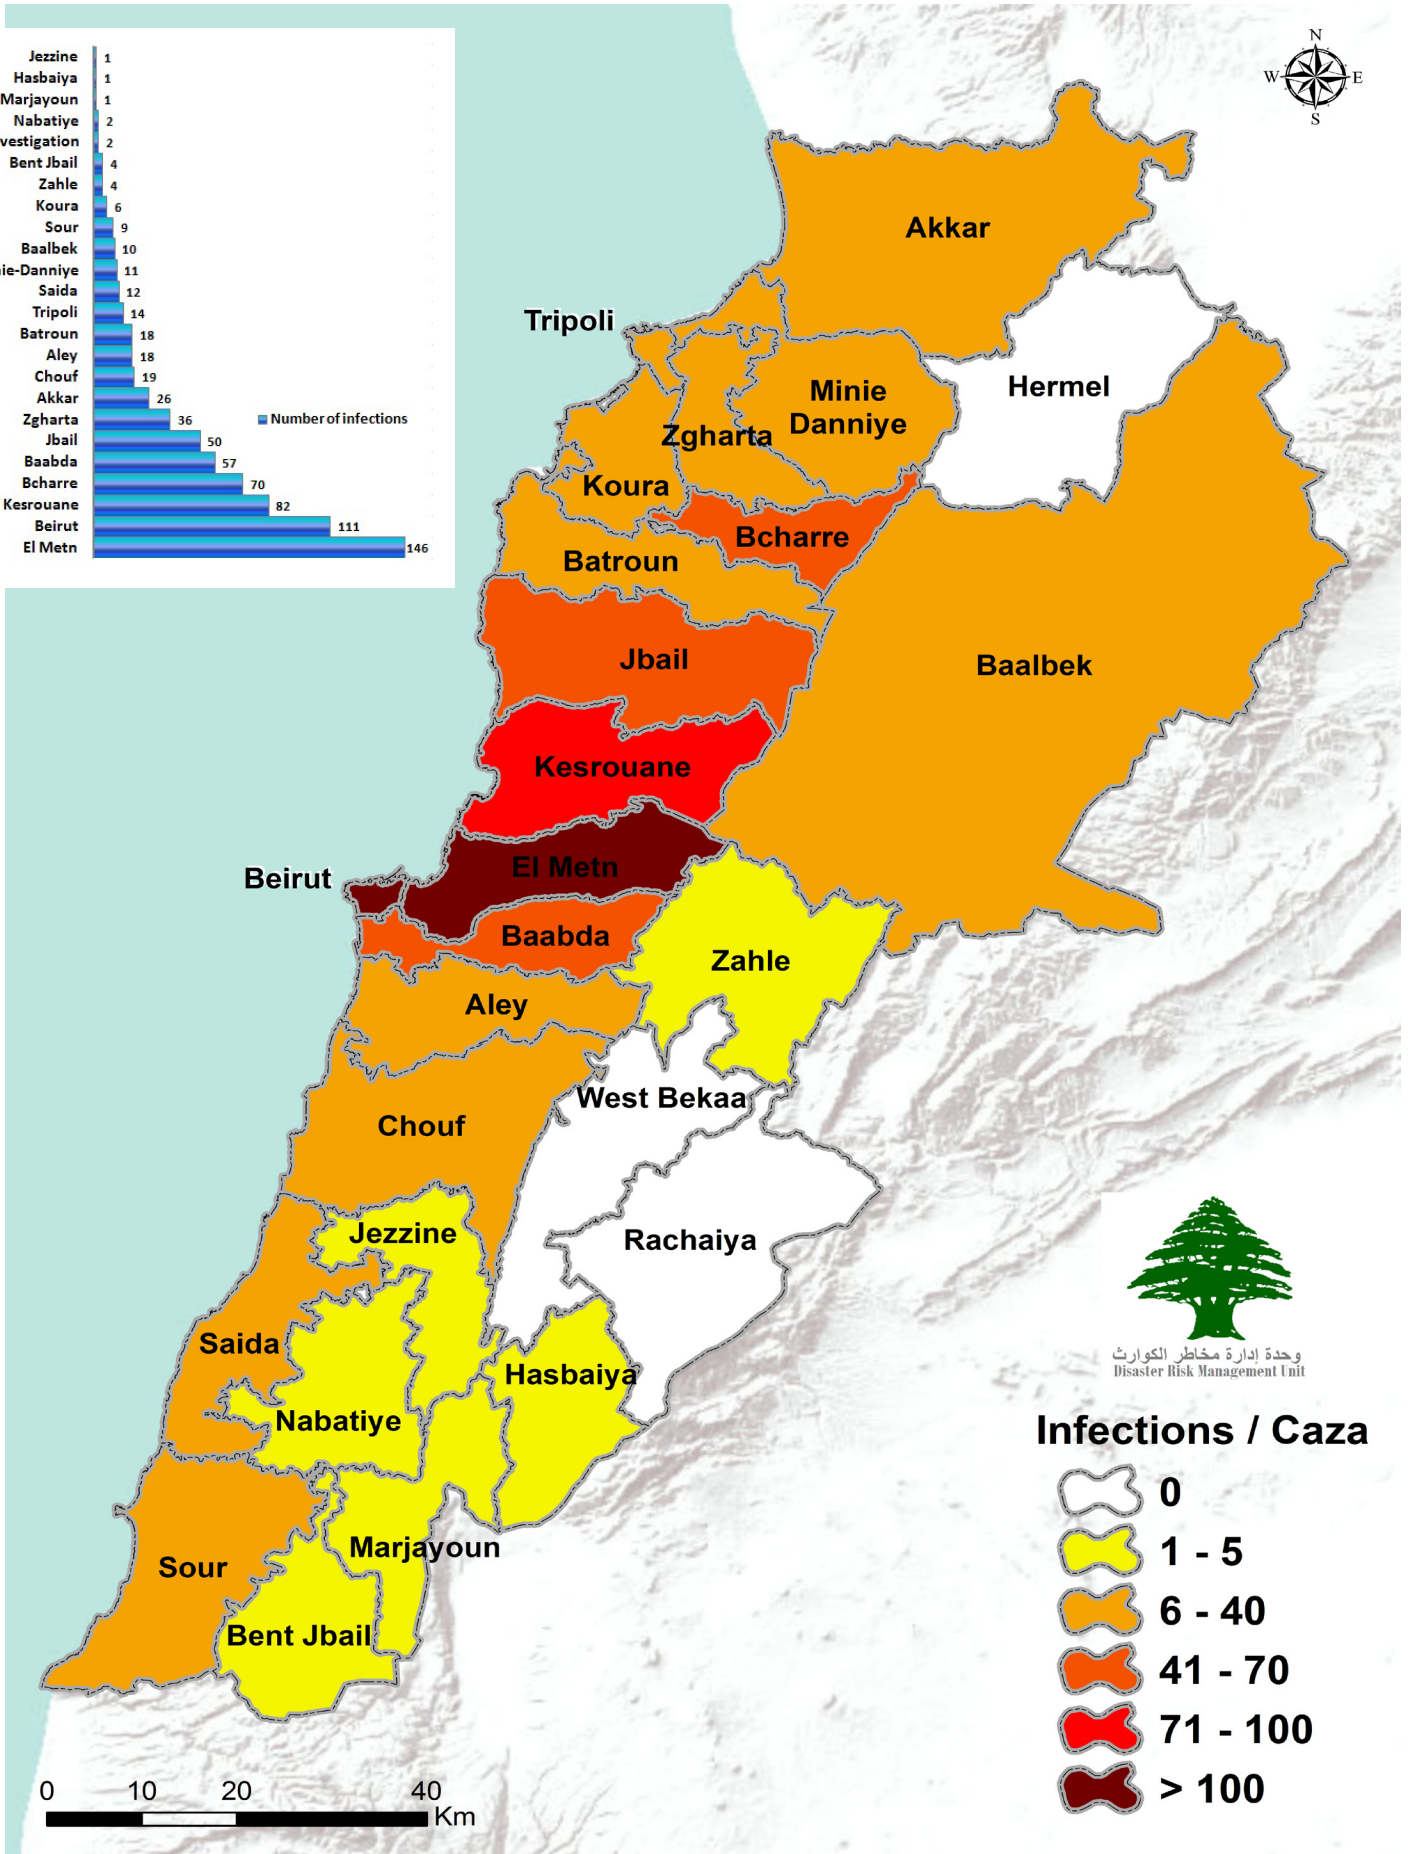 Jezzine 1
Hasbaiya 1
Marjayoun 1
Nabatiye 2
vestigation 2
Bent Jbail 4
Zahle 4
Koura 6
Sour 9
Baalbek 10
nie-Danniye 11
Saida 12
Tripoli 14
Batroun 18
Aley 18
Chouf 19
Akkar 26
Zgharta 36
Jbail 50
Baabda 57
Bcharre 70
Kesrouane 82
Beirut 111
El Metn 146
Number of infections
N
W E
S
Akkar
Tripoli
Hermel
Minie
Danniye
Zgharta
Koura
Bcharre
Batroun
Jbail
Baalbek
Kesrouane
El Metn
Beirut
Baabda
Zahle
Aley
West Bekaa
Chouf
Jezzine
Rachaiya
Saida
Hasbaiya
Nabatiye
Marjayoun
Sour
Bent Jbail
وحدة إدارة مخاطر الكوارث
Disaster Risk Management Unit
Infections / Caza
0
1 - 5
6 - 40
41 - 70
71 - 100
> 100
0 10 20 40
Km